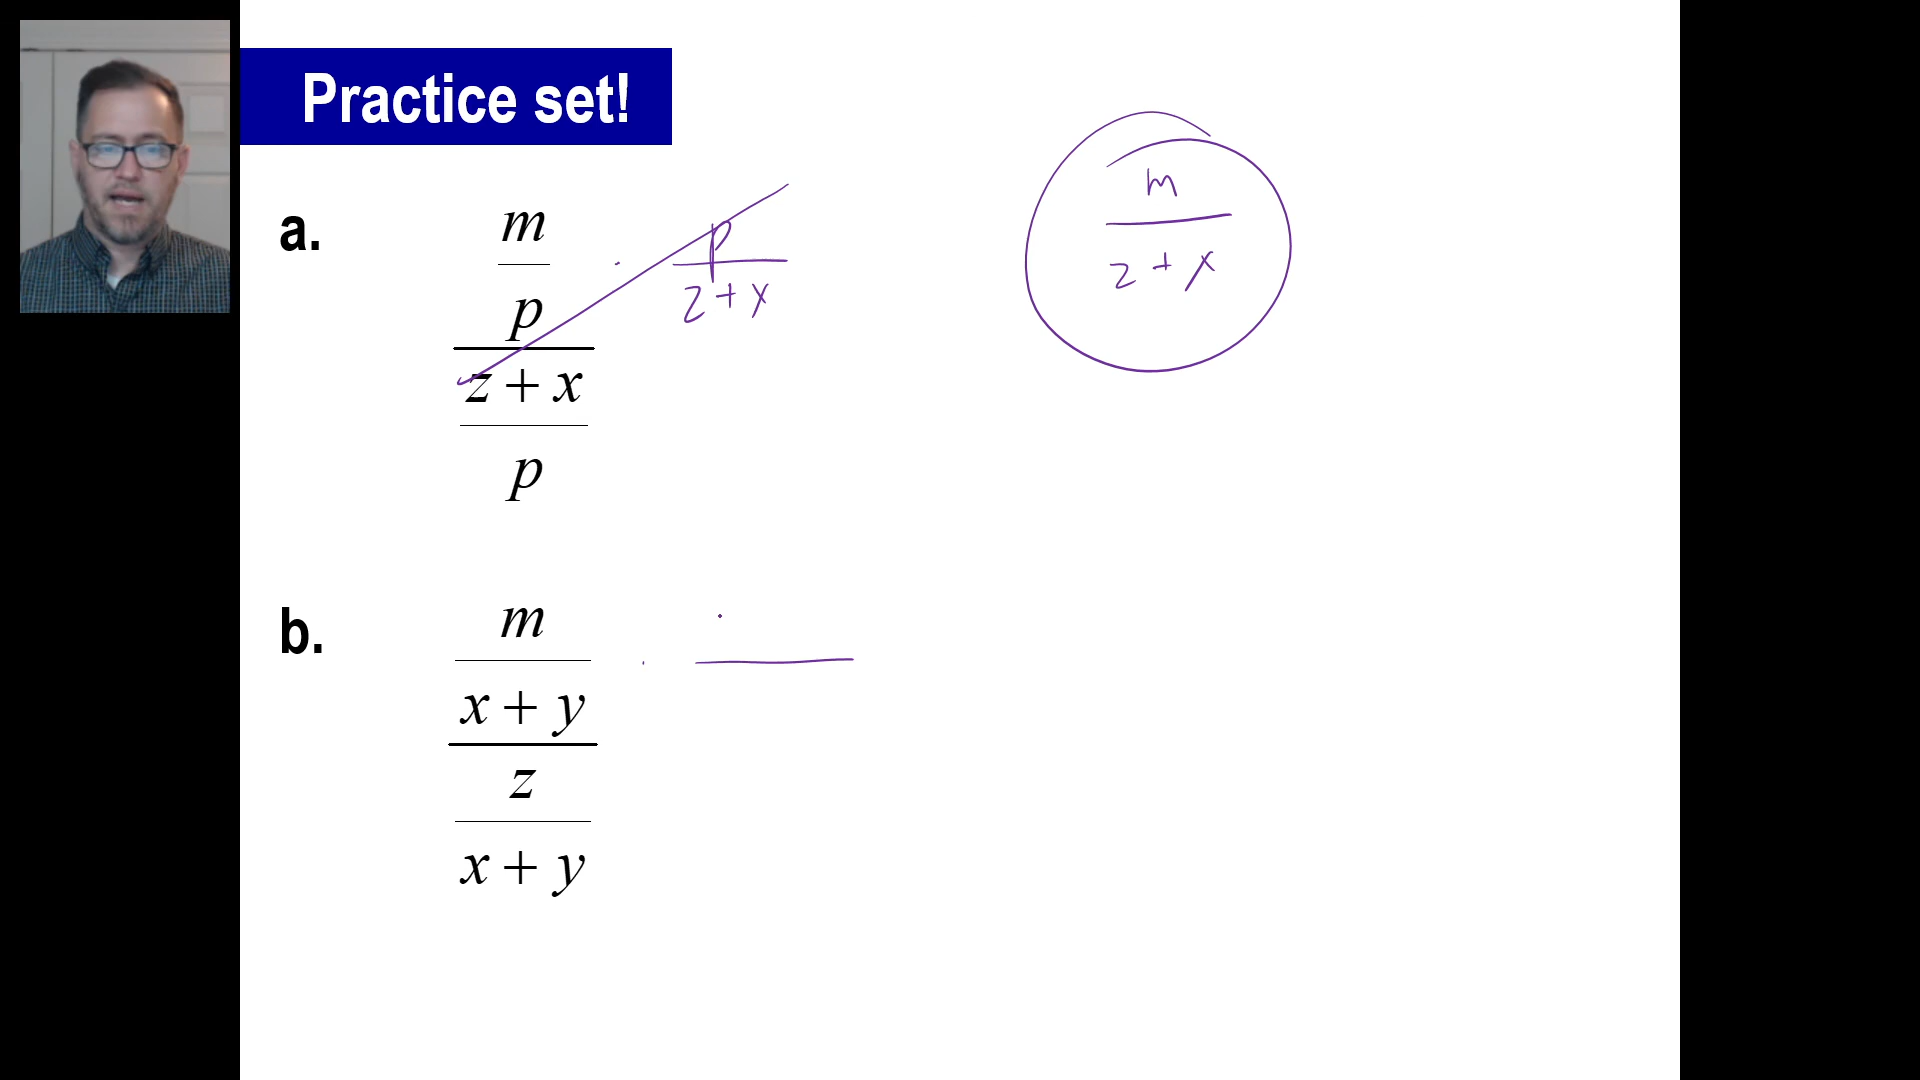 Practice set!
a.
m
p
z + x
p
· p
z + x
m
z + x
b.
m
x + y
z
x + y
·